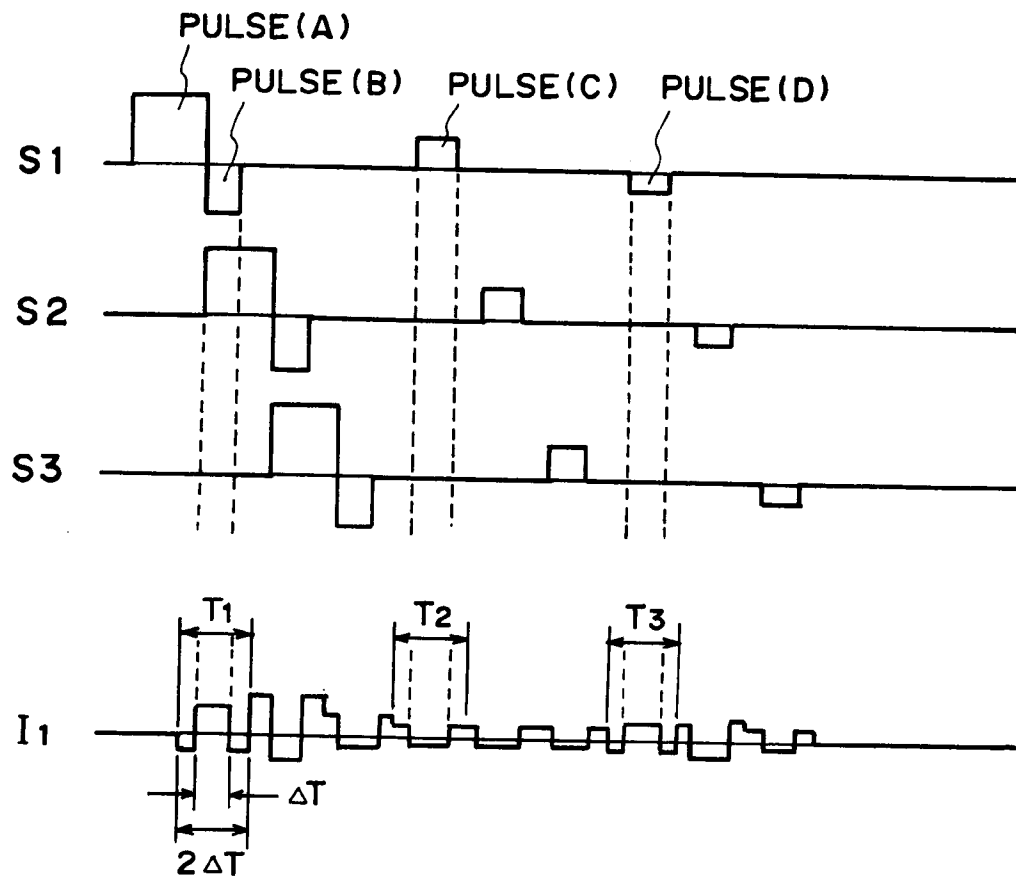 PULSE(A)
PULSE(B)
PULSE(C)
PULSE(D)
S1
S2
S3
T1
T2
T3
I1
ΔT
2ΔT